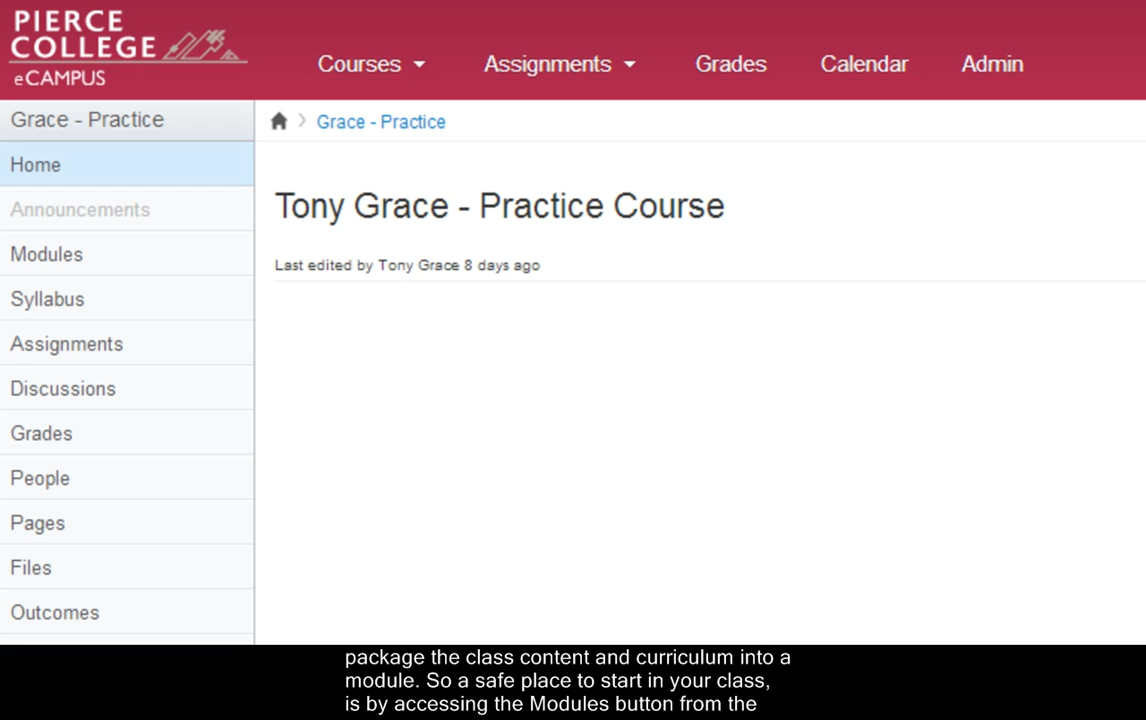 PIERCE
COLLEGE
eCAMPUS
Courses
Assignments
Grades
Calendar
Admin
Grace - Practice
Grace - Practice
Home
Announcements
Modules
Syllabus
Assignments
Discussions
Grades
People
Pages
Files
Outcomes
Tony Grace - Practice Course
Last edited by Tony Grace 8 days ago
package the class content and curriculum into a
module. So a safe place to start in your class,
is by accessing the Modules button from the